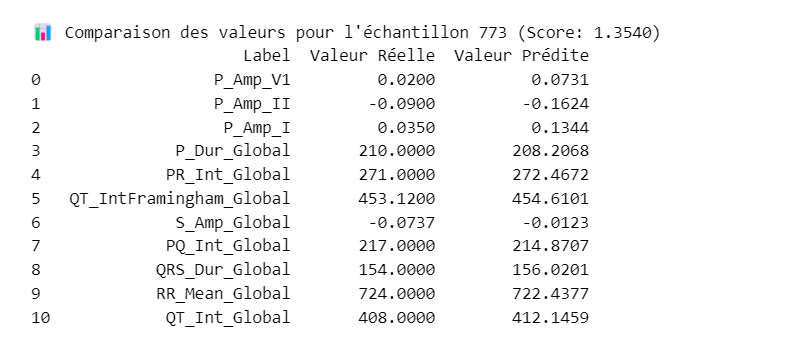 📊 Comparaison des valeurs pour l'échantillon 773 (Score: 1.3540)
Label Valeur Réelle Valeur Prédite
0 P_Amp_V1 0.0200 0.0731
1 P_Amp_II -0.0900 -0.1624
2 P_Amp_I 0.0350 0.1344
3 P_Dur_Global 210.0000 208.2068
4 PR_Int_Global 271.0000 272.4672
5 QT_IntFramingham_Global 453.1200 454.6101
6 S_Amp_Global -0.0737 -0.0123
7 PQ_Int_Global 217.0000 214.8707
8 QRS_Dur_Global 154.0000 156.0201
9 RR_Mean_Global 724.0000 722.4377
10 QT_Int_Global 408.0000 412.1459